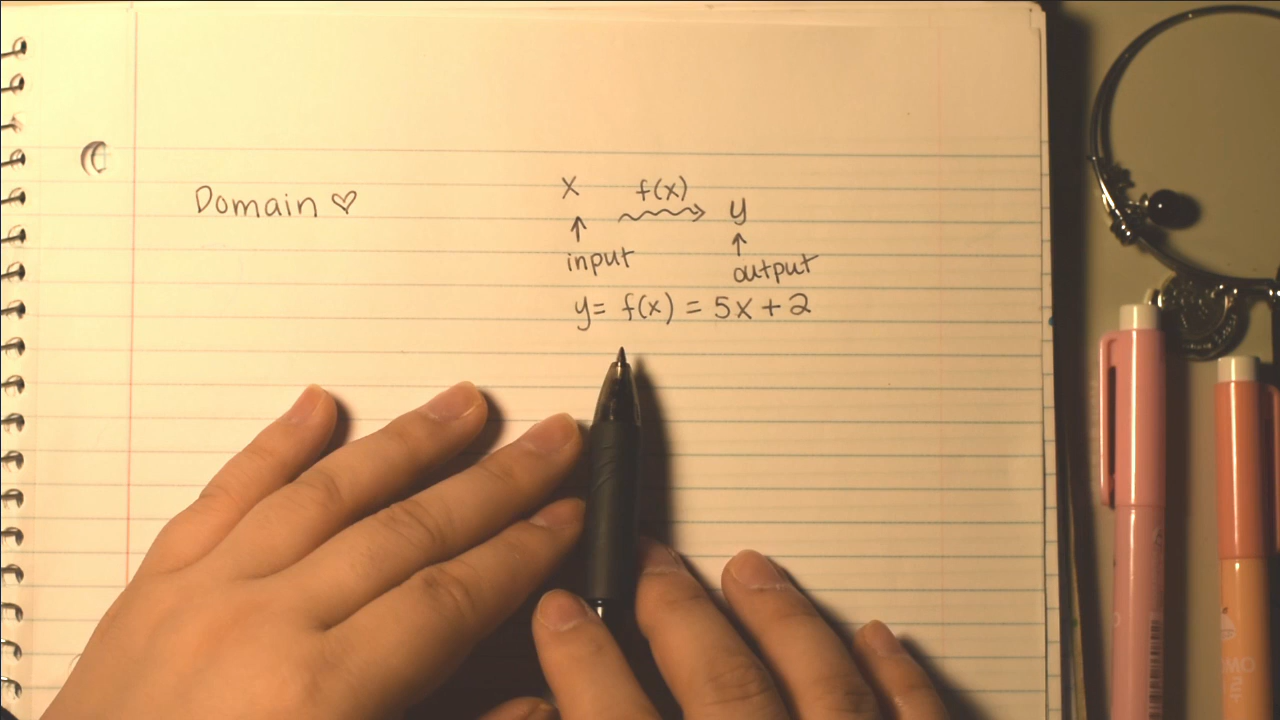 Domain ♡
x f(x) y
↑ ⇝ ↑
input output
y= f(x) = 5x+2